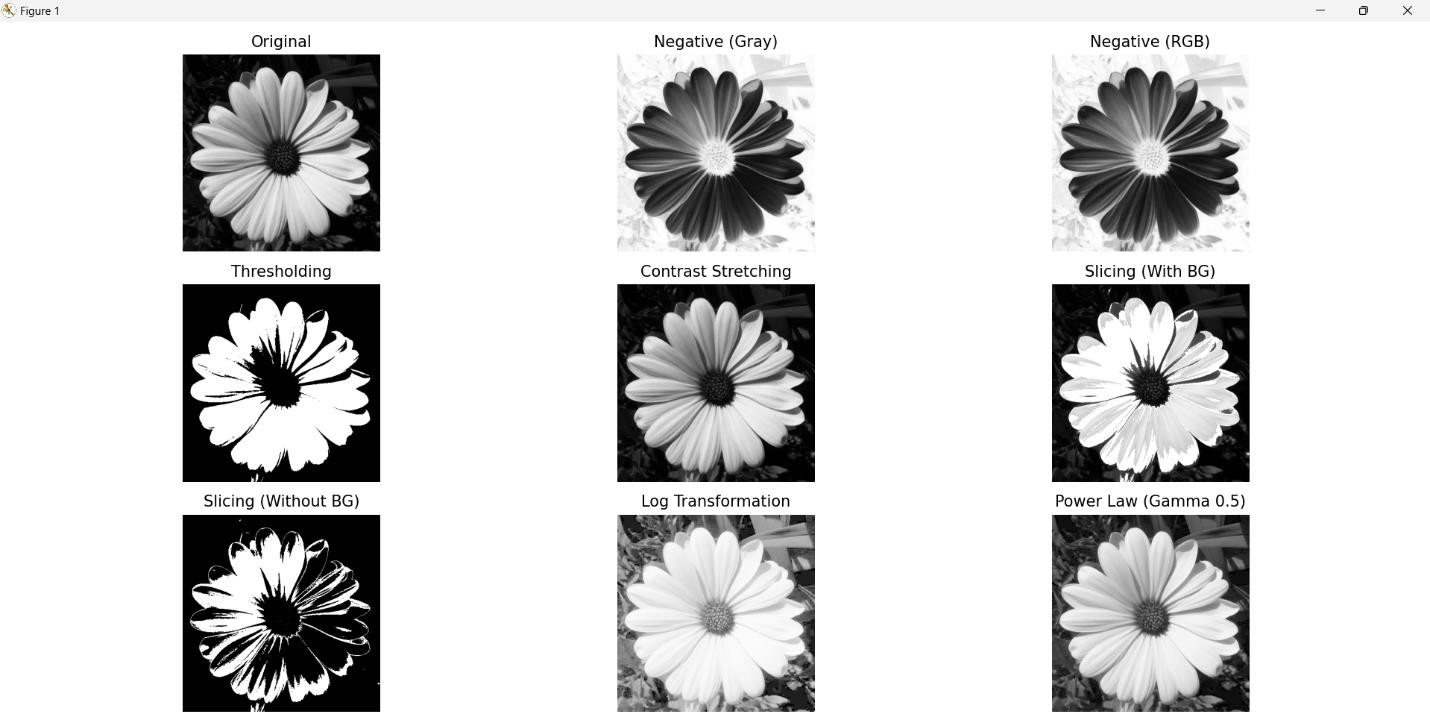 Figure 1
Original
Negative (Gray)
Negative (RGB)
Thresholding
Contrast Stretching
Slicing (With BG)
Slicing (Without BG)
Log Transformation
Power Law (Gamma 0.5)